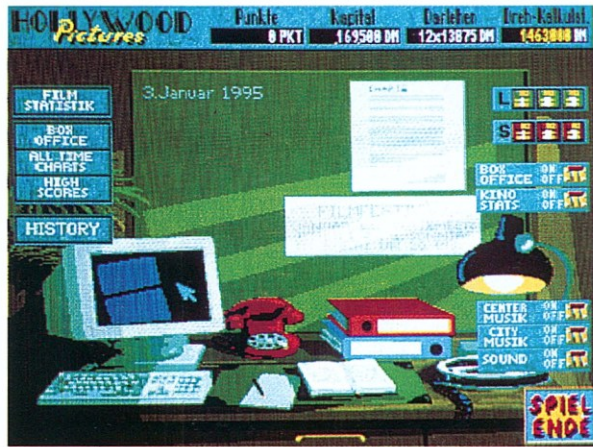 HOLLYWOOD
Pictures
Punkte
Kapital
Darlehen
Dreh-Kalkulat.
0 PKT
169500 DM
12x13875 DM
1463000 DM
3.Januar 1995
FILM
STATISTIK
BOX
OFFICE
ALL TIME
CHARTS
HIGH
SCORES
HISTORY
L
S
BOX
OFFICE
ON
OFF
KINO
STATS
ON
OFF
CENTER
MUSIK
ON
OFF
CITY
MUSIK
ON
OFF
SOUND
ON
OFF
SPIEL
ENDE